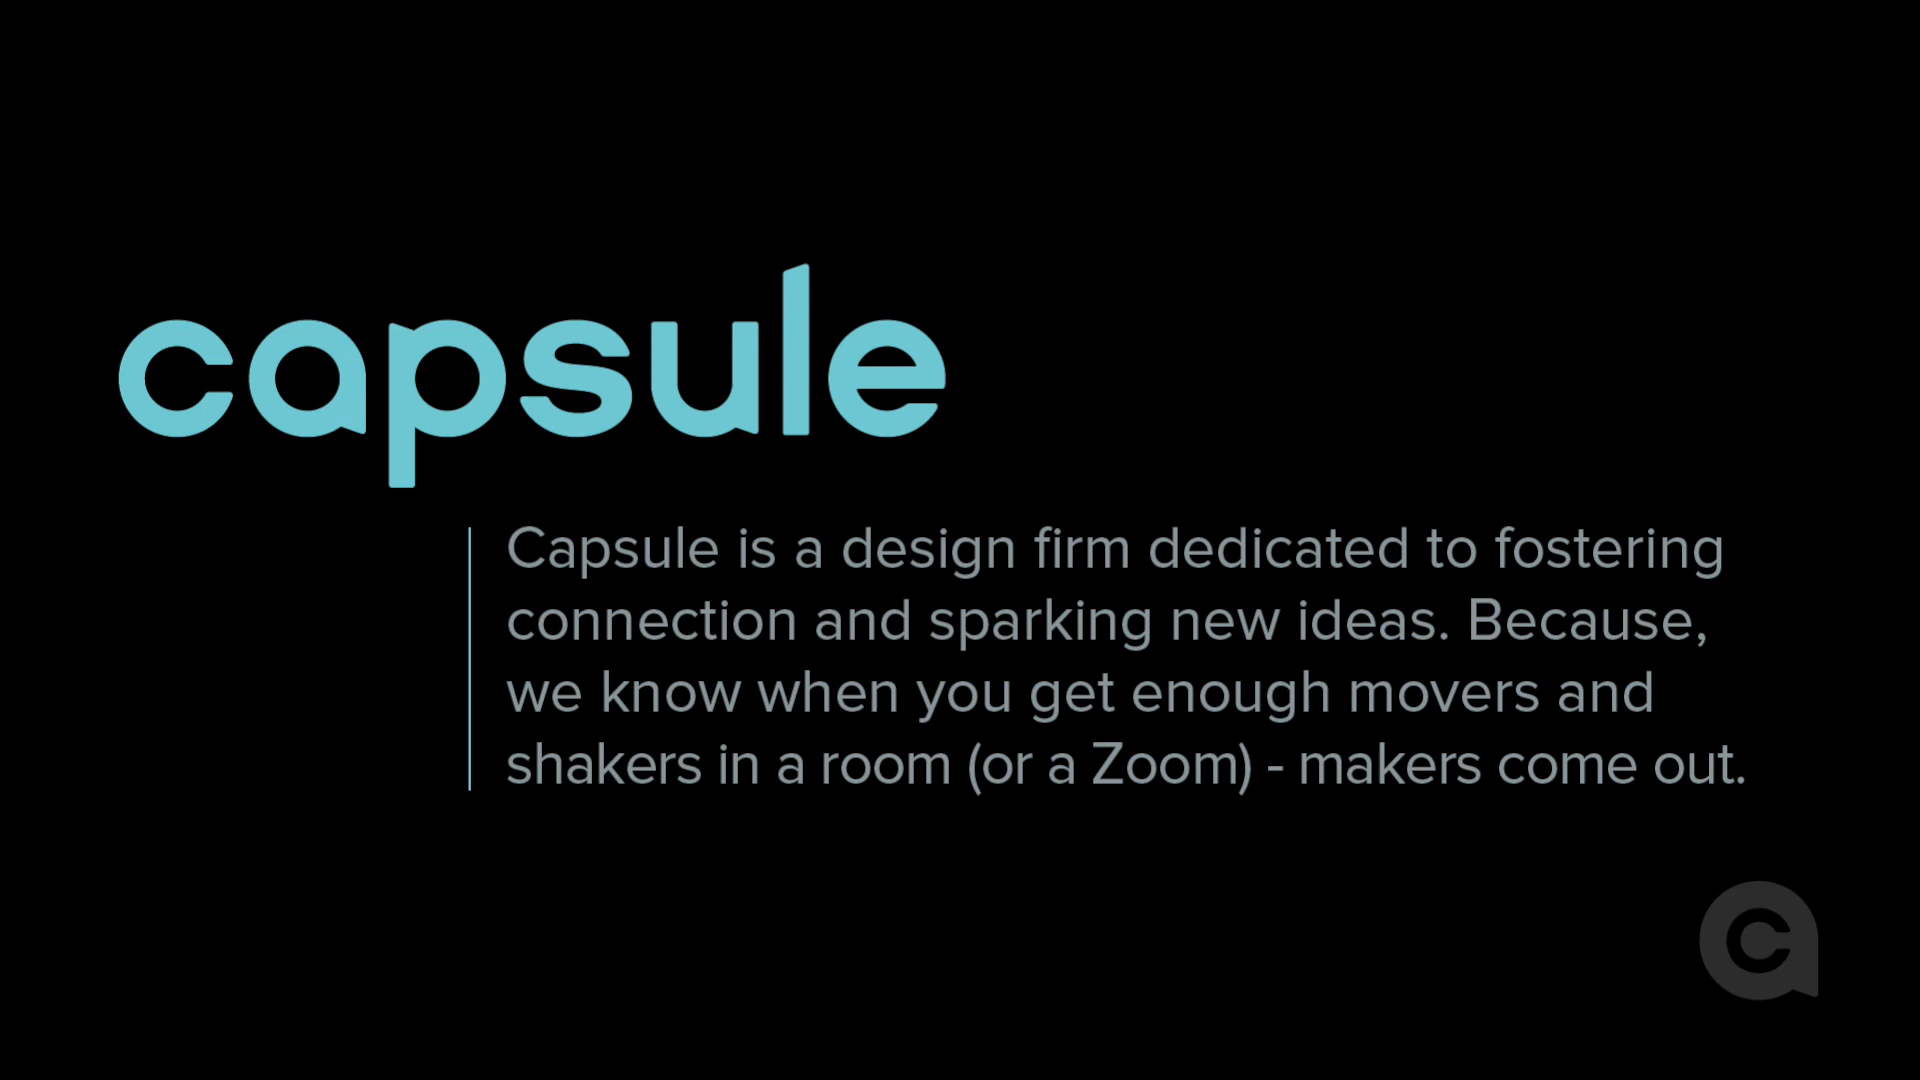 capsule
Capsule is a design firm dedicated to fostering
connection and sparking new ideas. Because,
we know when you get enough movers and
shakers in a room (or a Zoom) - makers come out.